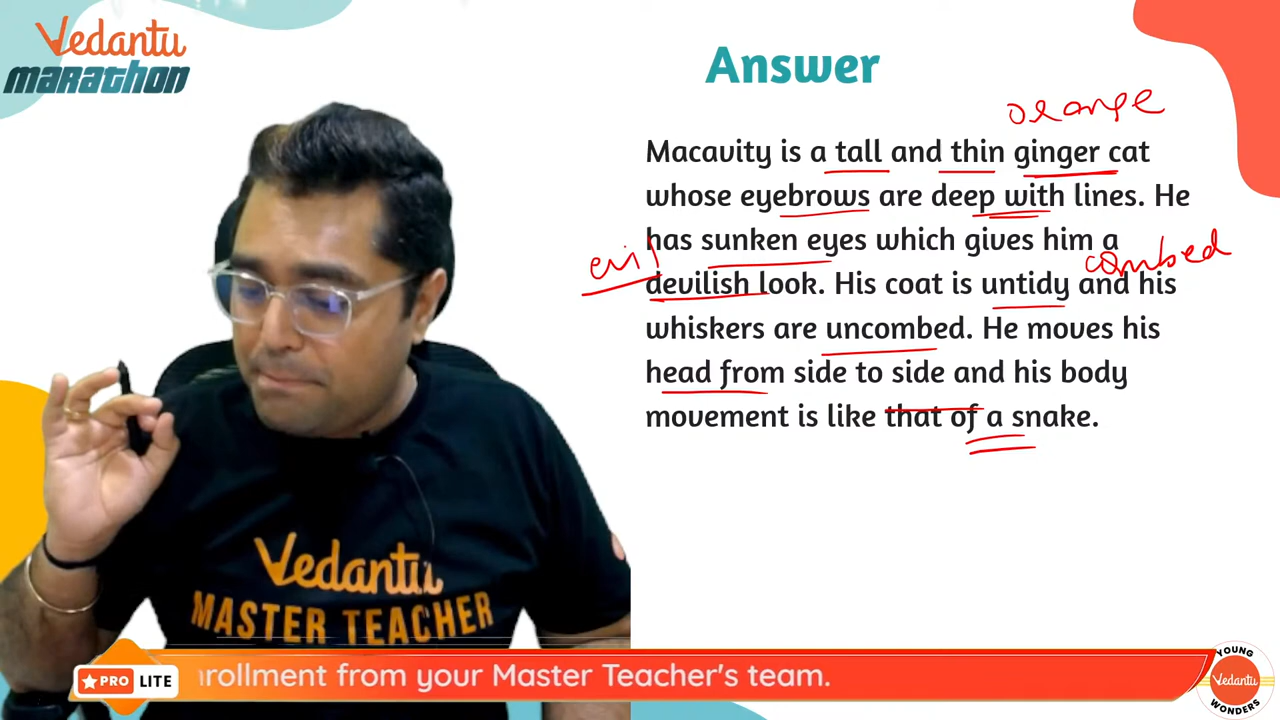 Vedantu
marathon
Answer
orange
Macavity is a tall and thin ginger cat
whose eyebrows are deep with lines. He
has sunken eyes which gives him a
evil
combed
devilish look. His coat is untidy and his
whiskers are uncombed. He moves his
head from side to side and his body
movement is like that of a snake.
Vedantu
MASTER TEACHER
PRO LITE
nrollment from your Master Teacher's team.
YOUNG
Vedantu
WONDERS